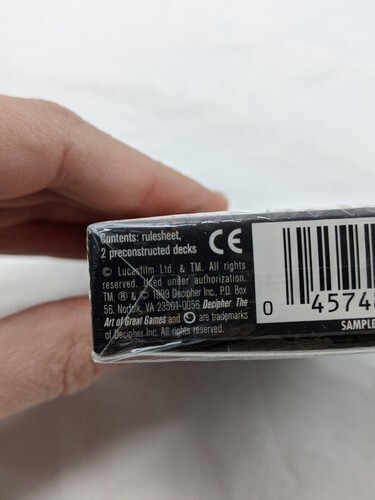 Contents: rulesheet,
2 preconstructed decks
CE
© Lucasfilm Ltd. & TM. All rights
reserved. Used under authorization.
TM, ® & © 1999 Decipher Inc. P.O. Box
56, Norfolk, VA 23501-0056 Decipher, The
Art of Great Games and are trademarks
of Decipher Inc. All rights reserved.
0 4574
SAMPLE